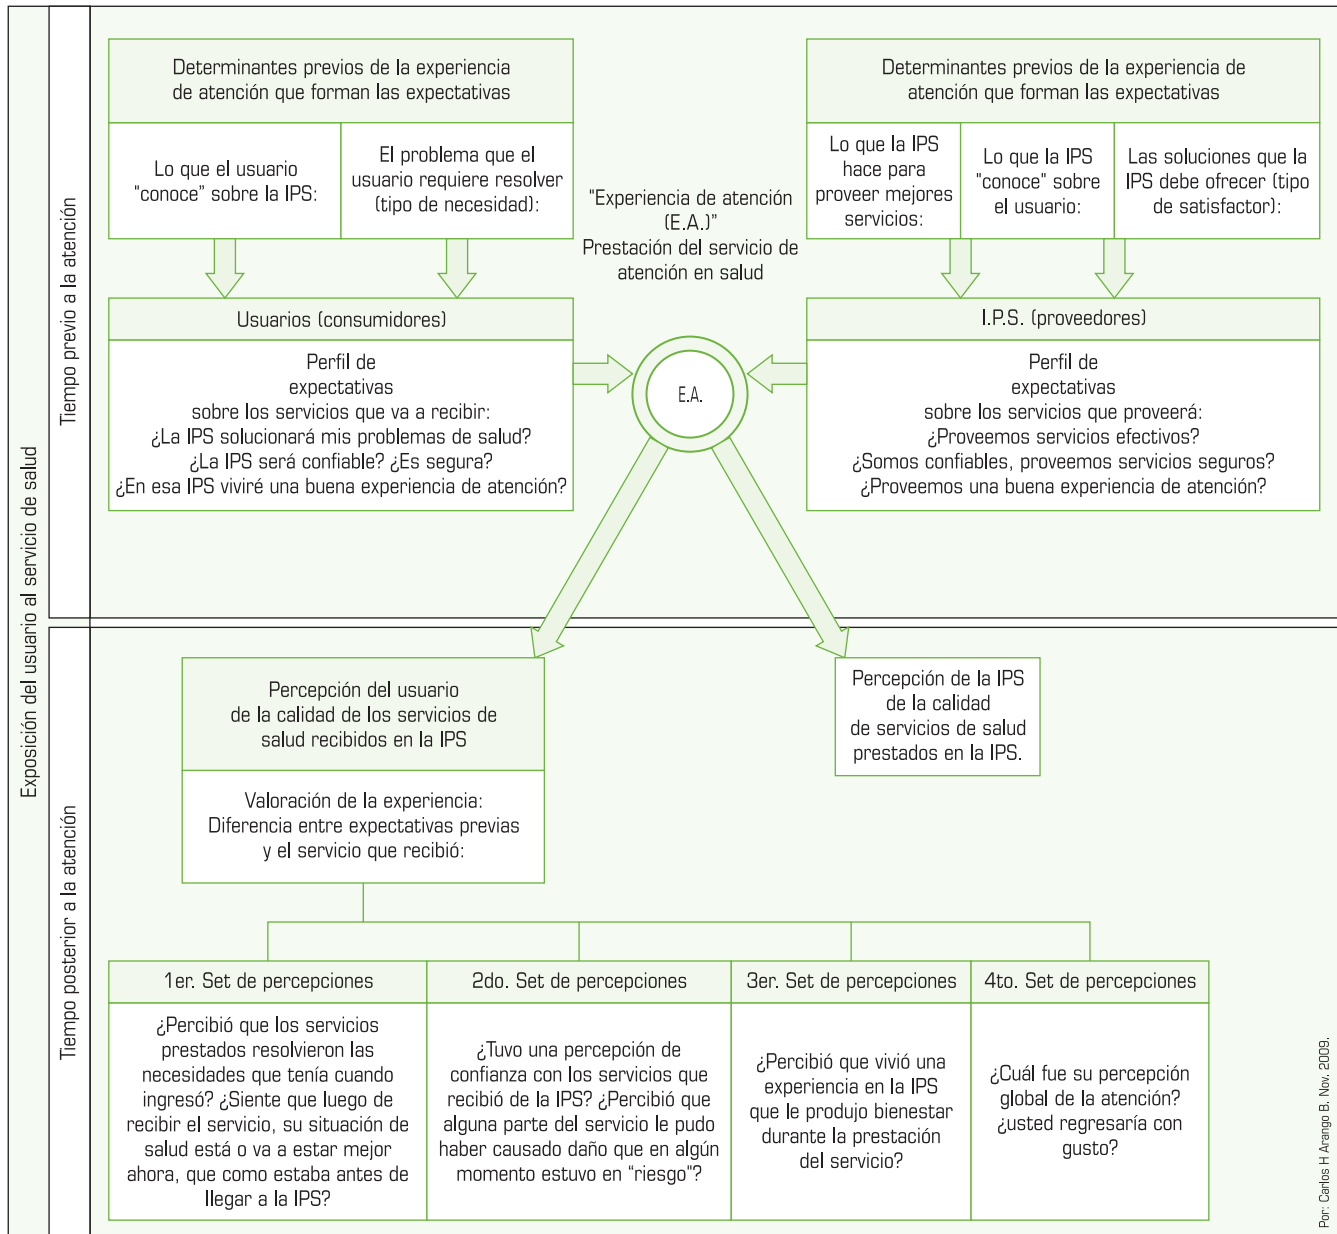 Exposición del usuario al servicio de salud
Tiempo previo a la atención
Determinantes previos de la experiencia
de atención que forman las expectativas
Lo que el usuario
"conoce" sobre la IPS:
El problema que el
usuario requiere resolver
(tipo de necesidad):
Usuarios (consumidores)
Perfil de
expectativas
sobre los servicios que va a recibir:
¿La IPS solucionará mis problemas de salud?
¿La IPS será confiable? ¿Es segura?
¿En esa IPS viviré una buena experiencia de atención?
"Experiencia de atención
(E.A.)"
Prestación del servicio de
atención en salud
E.A.
Determinantes previos de la experiencia de
atención que forman las expectativas
Lo que la IPS
hace para
proveer mejores
servicios:
Lo que la IPS
"conoce" sobre
el usuario:
Las soluciones que la
IPS debe ofrecer (tipo
de satisfactor):
I.P.S. (proveedores)
Perfil de
expectativas
sobre los servicios que proveerá:
¿Proveemos servicios efectivos?
¿Somos confiables, proveemos servicios seguros?
¿Proveemos una buena experiencia de atención?
Tiempo posterior a la atención
Percepción del usuario
de la calidad de los servicios de
salud recibidos en la IPS
Valoración de la experiencia:
Diferencia entre expectativas previas
y el servicio que recibió:
Percepción de la IPS
de la calidad
de servicios de salud
prestados en la IPS.
1er. Set de percepciones
¿Percibió que los servicios
prestados resolvieron las
necesidades que tenía cuando
ingresó? ¿Siente que luego de
recibir el servicio, su situación de
salud está o va a estar mejor
ahora, que como estaba antes de
llegar a la IPS?
2do. Set de percepciones
¿Tuvo una percepción de
confianza con los servicios que
recibió de la IPS? ¿Percibió que
alguna parte del servicio le pudo
haber causado daño que en algún
momento estuvo en "riesgo"?
3er. Set de percepciones
¿Percibió que vivió una
experiencia en la IPS
que le produjo bienestar
durante la prestación
del servicio?
4to. Set de percepciones
¿Cuál fue su percepción
global de la atención?
¿usted regresaría con
gusto?
Por: Carlos H Arango B. Nov. 2009.